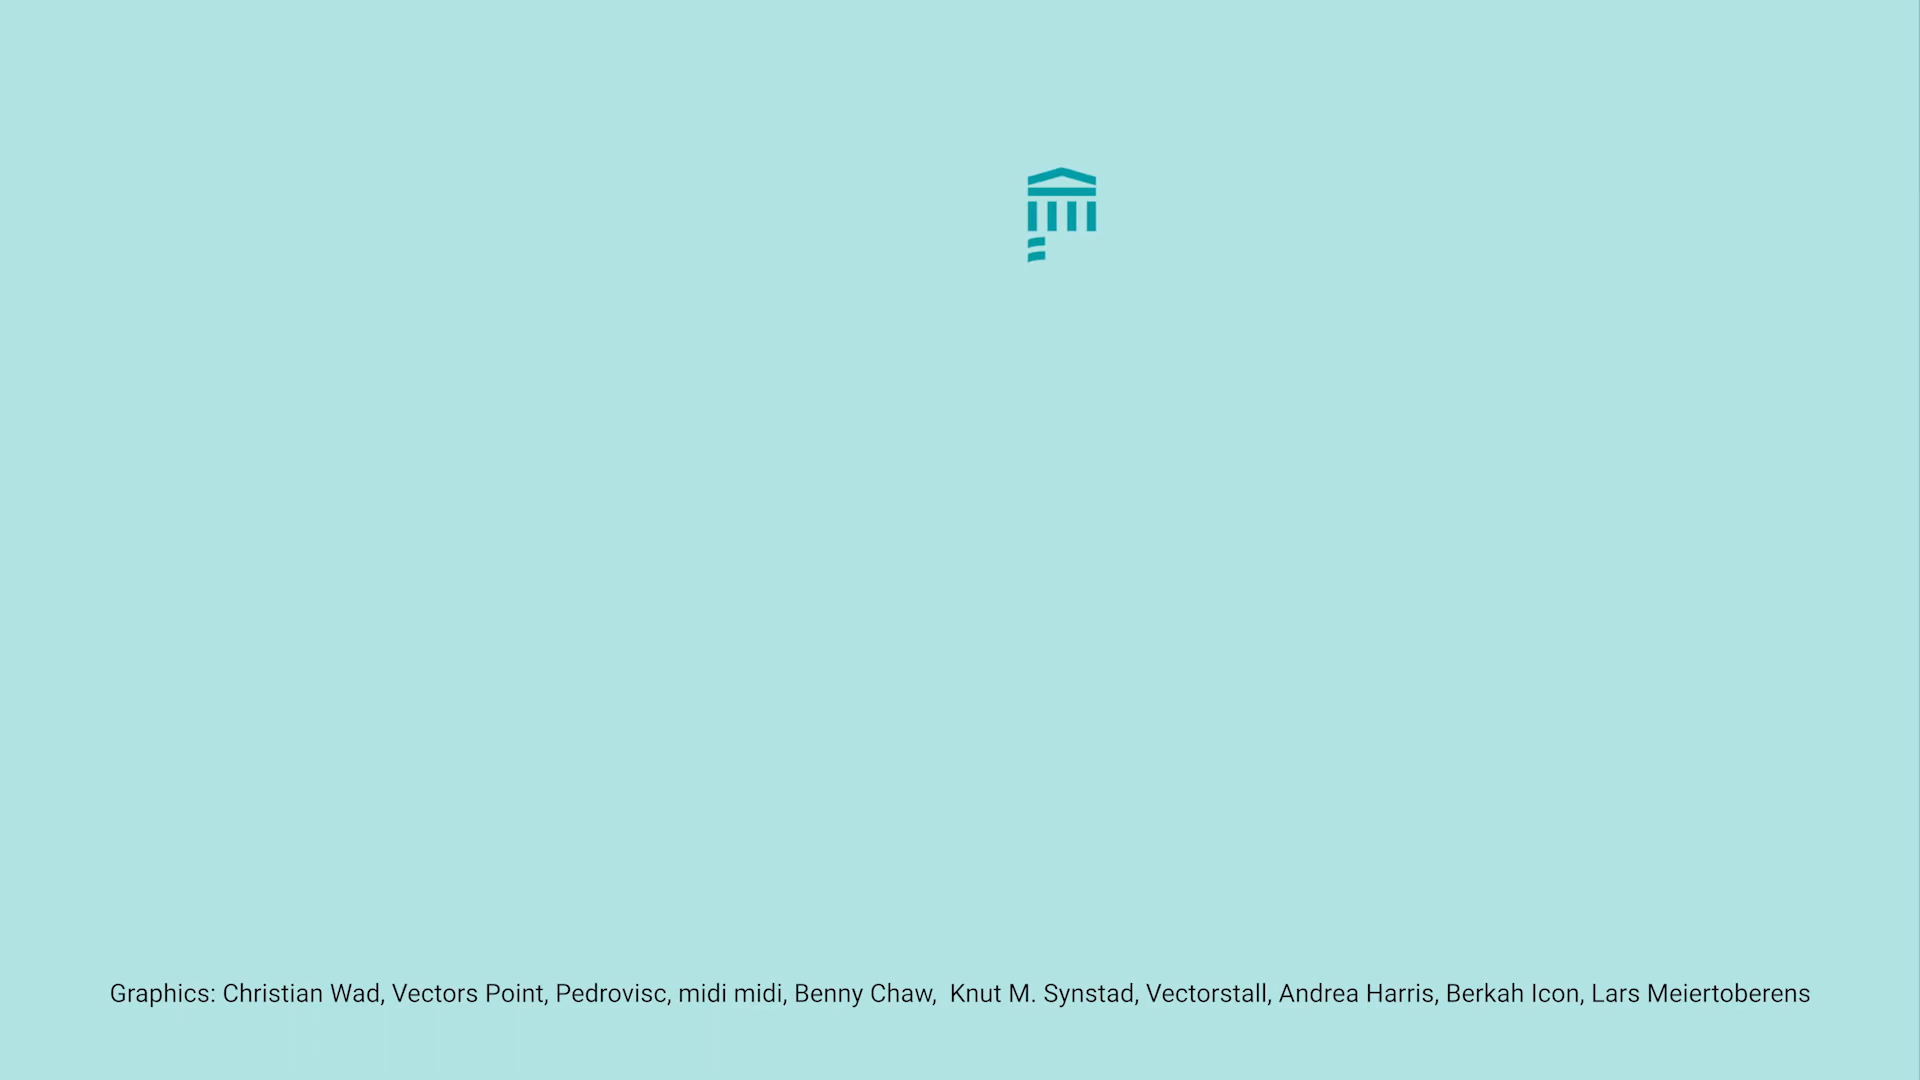 Graphics: Christian Wad, Vectors Point, Pedrovisc, midi midi, Benny Chaw,  Knut M. Synstad, Vectorstall, Andrea Harris, Berkah Icon, Lars Meiertoberens